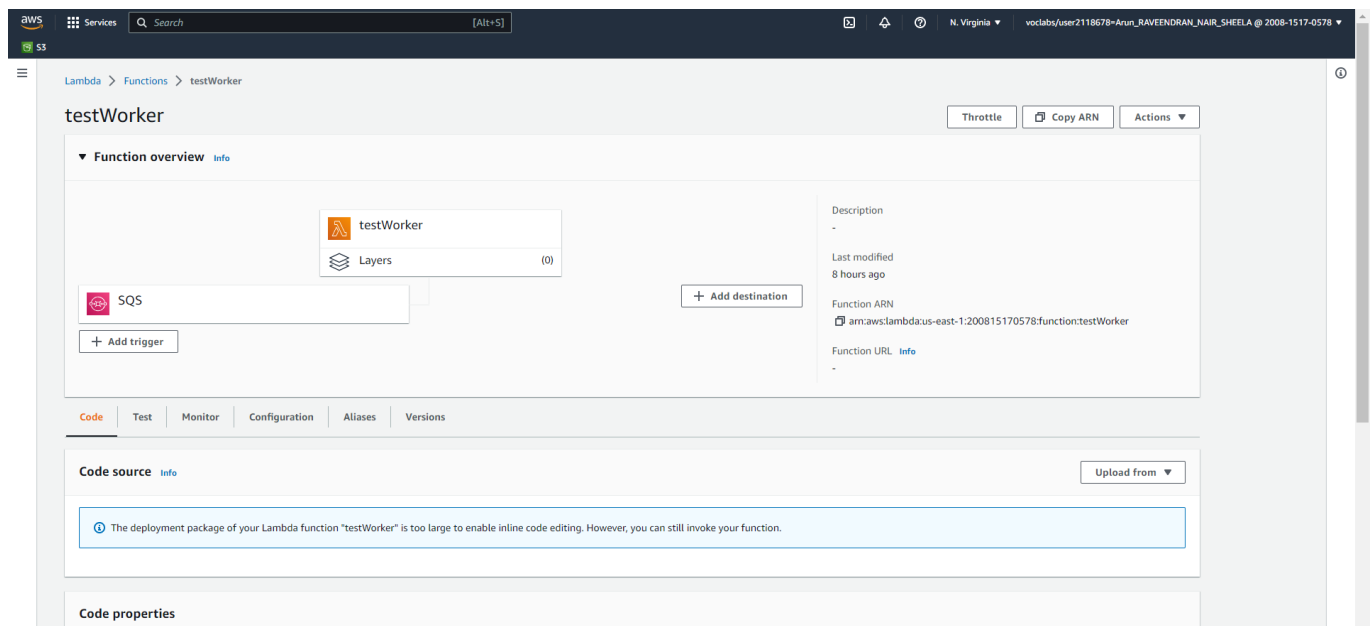 aws Services Search [Alt+S] N. Virginia voclabs/user2118678=Arun_RAVEENDRAN_NAIR_SHEELA @ 2008-1517-0578
S3
Lambda Functions testWorker
testWorker
Throttle Copy ARN Actions
Function overview Info
testWorker
Layers (0)
SQS
Add trigger
Add destination
Description
-
Last modified
8 hours ago
Function ARN
arn:aws:lambda:us-east-1:200815170578:function:testWorker
Function URL Info
-
Code Test Monitor Configuration Aliases Versions
Code source Info
Upload from
The deployment package of your Lambda function "testWorker" is too large to enable inline code editing. However, you can still invoke your function.
Code properties